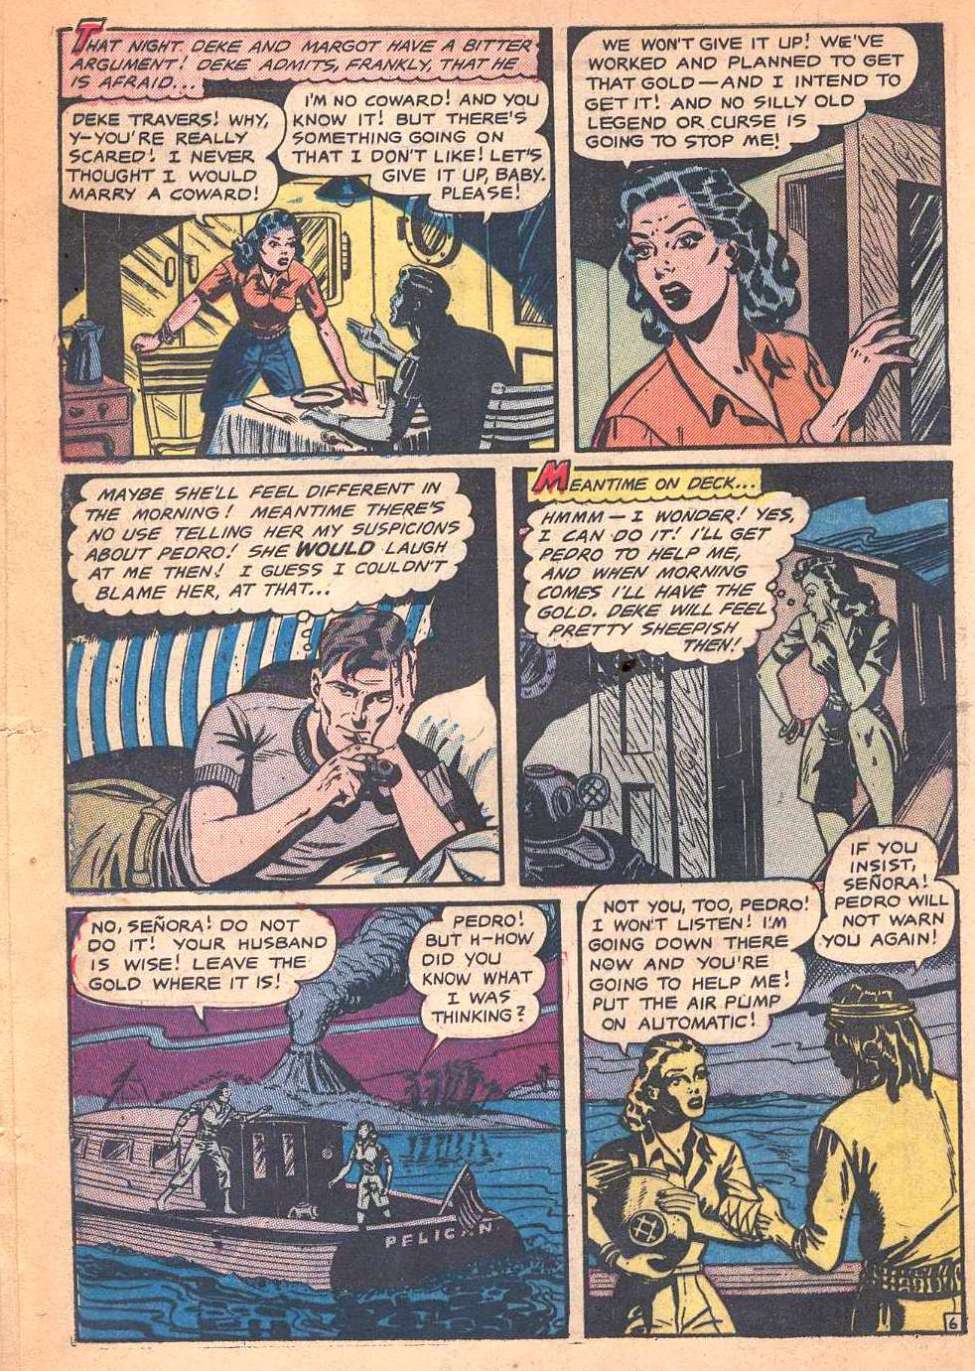 THAT NIGHT DEKE AND MARGOT HAVE A BITTER
ARGUMENT! DEKE ADMITS, FRANKLY, THAT HE
IS AFRAID...
DEKE TRAVERS! WHY,
Y-YOU'RE REALLY
SCARED! I NEVER
THOUGHT I WOULD
MARRY A COWARD!
I'M NO COWARD! AND YOU
KNOW IT! BUT THERE'S
SOMETHING GOING ON
THAT I DON'T LIKE! LET'S
GIVE IT UP, BABY.
PLEASE!
WE WON'T GIVE IT UP! WE'VE
WORKED AND PLANNED TO GET
THAT GOLD—AND I INTEND TO
GET IT! AND NO SILLY OLD
LEGEND OR CURSE IS
GOING TO STOP ME!
MAYBE SHE'LL FEEL DIFFERENT IN
THE MORNING! MEANTIME THERE'S
NO USE TELLING HER MY SUSPICIONS
ABOUT PEDRO! SHE WOULD LAUGH
AT ME THEN! I GUESS I COULDN'T
BLAME HER, AT THAT...
MEANTIME ON DECK...
HMMM—I WONDER! YES,
I CAN DO IT! I'LL GET
PEDRO TO HELP ME,
AND WHEN MORNING
COMES I'LL HAVE THE
GOLD. DEKE WILL FEEL
PRETTY SHEEPISH
THEN!
NO, SEÑORA! DO NOT
DO IT! YOUR HUSBAND
IS WISE! LEAVE THE
GOLD WHERE IT IS!
PEDRO!
BUT H-HOW
DID YOU
KNOW WHAT
I WAS
THINKING?
PELICAN
NOT YOU, TOO, PEDRO!
I WON'T LISTEN! I'M
GOING DOWN THERE
NOW AND YOU'RE
GOING TO HELP ME!
PUT THE AIR PUMP
ON AUTOMATIC!
IF YOU
INSIST,
SEÑORA!
PEDRO WILL
NOT WARN
YOU AGAIN!
6